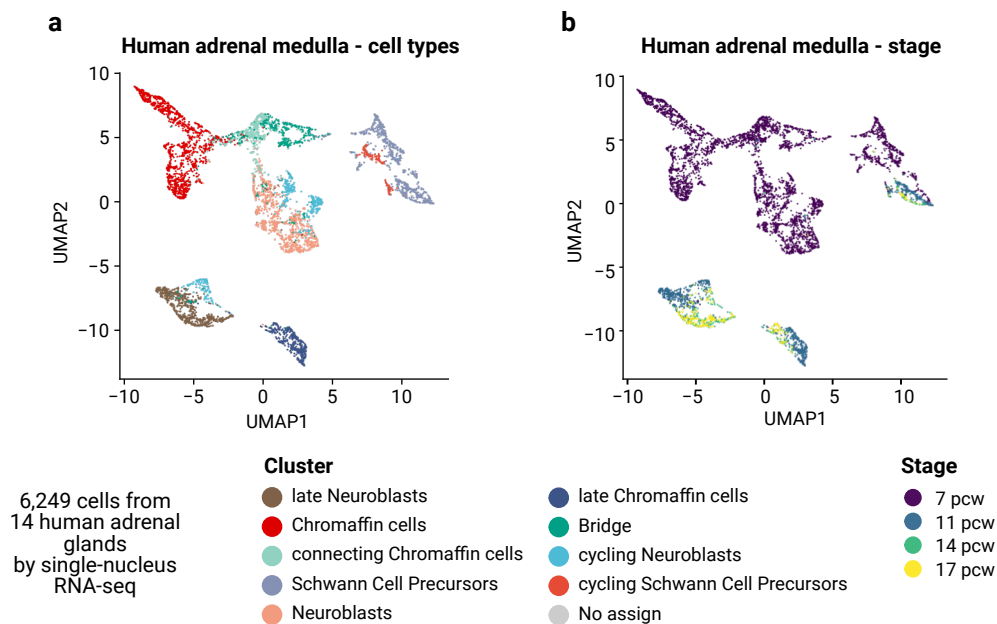 a
Human adrenal medulla - cell types
10
5
0
−5
−10
UMAP2
−10
−5
0
5
10
UMAP1
b
Human adrenal medulla - stage
10
5
0
−5
−10
UMAP2
−10
−5
0
5
10
UMAP1
6,249 cells from
14 human adrenal
glands
by single-nucleus
RNA-seq
Cluster
late Neuroblasts
Chromaffin cells
connecting Chromaffin cells
Schwann Cell Precursors
Neuroblasts
late Chromaffin cells
Bridge
cycling Neuroblasts
cycling Schwann Cell Precursors
No assign
Stage
7 pcw
11 pcw
14 pcw
17 pcw